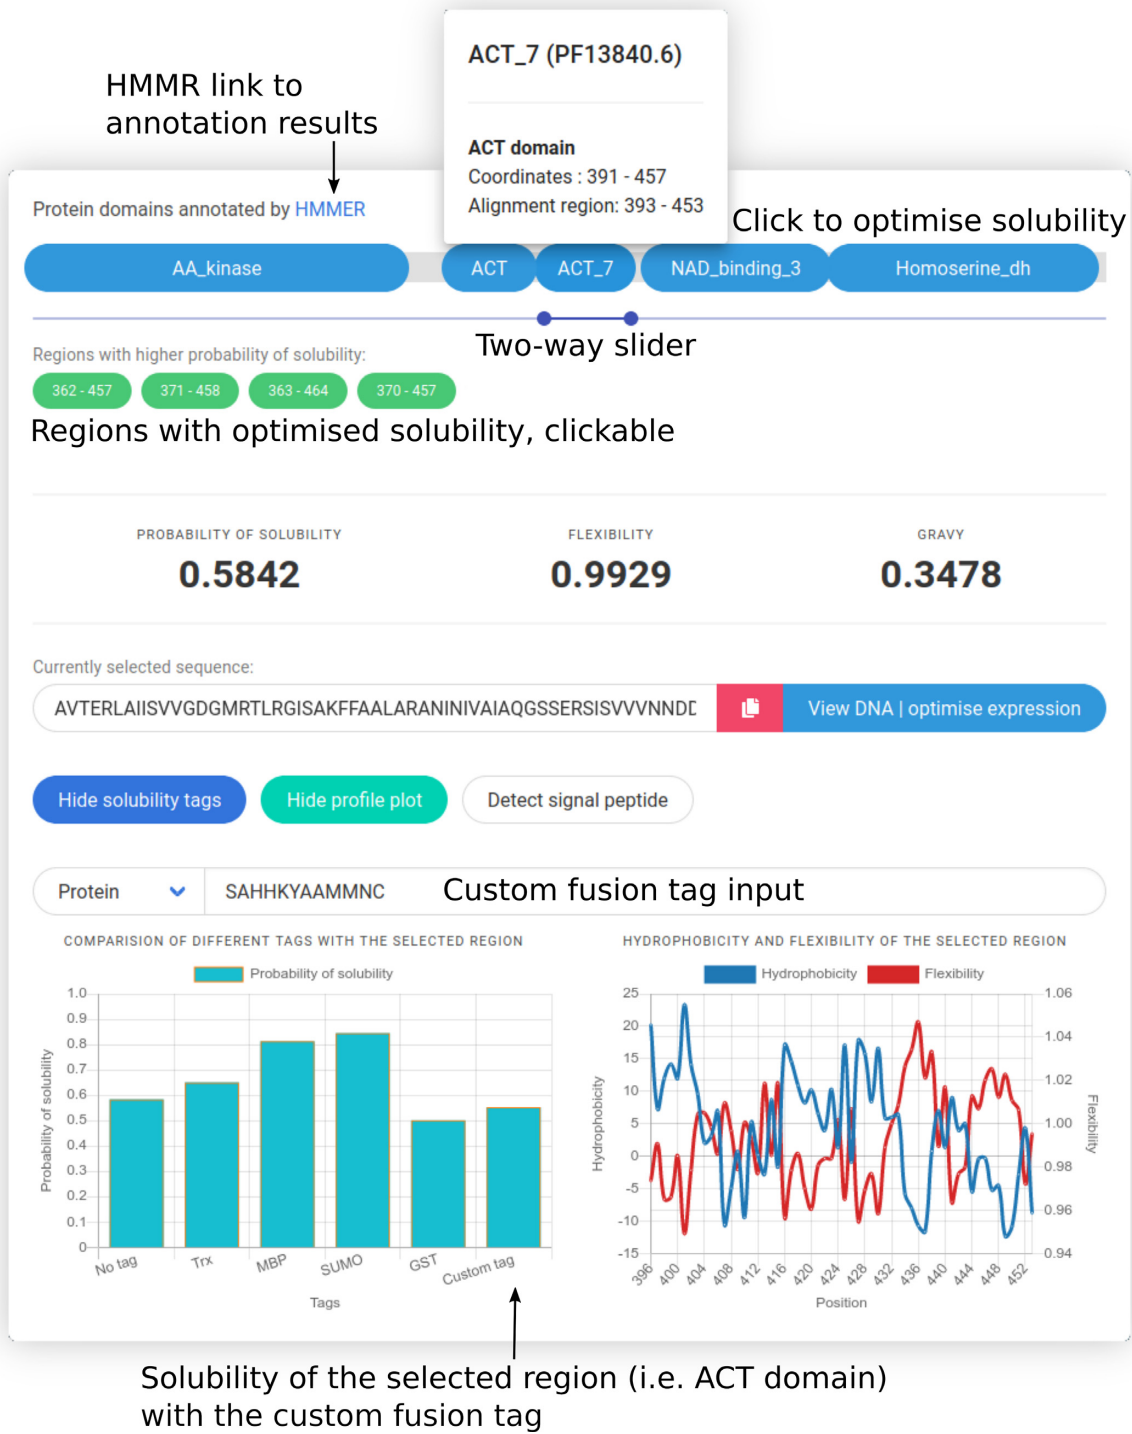 ACT_7 (PF13840.6)
HMMR link to
annotation results
ACT domain
Coordinates : 391 - 457
Alignment region: 393 - 453
Protein domains annotated by HMMER
Click to optimise solubility
AA_kinase
ACT
ACT_7
NAD_binding_3
Homoserine_dh
Two-way slider
Regions with higher probability of solubility:
362 - 457
371 - 458
363 - 464
370 - 457
Regions with optimised solubility, clickable
PROBABILITY OF SOLUBILITY
FLEXIBILITY
GRAVY
0.5842
0.9929
0.3478
Currently selected sequence:
AVTERLAIISVVGDGMRTLRGISAKFFAALARANINIVAIAQGSSERSISVVVNNDD
View DNA | optimise expression
Hide solubility tags
Hide profile plot
Detect signal peptide
Protein
SAHHKYAAMMNC
Custom fusion tag input
COMPARISION OF DIFFERENT TAGS WITH THE SELECTED REGION
Probability of solubility
1.0
0.9
0.8
0.7
0.6
0.5
0.4
0.3
0.2
0.1
0
Probability of solubility
No tag
Trx
MBP
SUMO
GST
Custom tag
Tags
HYDROPHOBICITY AND FLEXIBILITY OF THE SELECTED REGION
Hydrophobicity
Flexibility
25
20
15
10
5
0
-5
-10
-15
Hydrophobicity
1.06
1.04
1.02
1.00
0.98
0.96
0.94
Flexibility
396
400
404
408
412
416
420
424
428
432
436
440
444
448
452
Position
Solubility of the selected region (i.e. ACT domain)
with the custom fusion tag